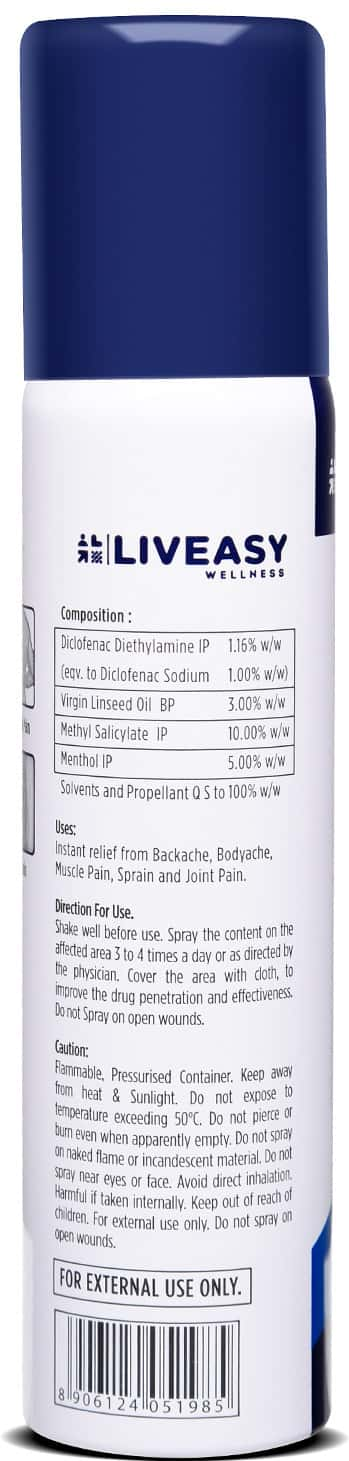 LIVEASY
WELLNESS
Composition :
Diclofenac Diethylamine IP 1.16% w/w
(eqv. to Diclofenac Sodium 1.00% w/w)
Virgin Linseed Oil BP 3.00% w/w
Methyl Salicylate IP 10.00% w/w
Menthol IP 5.00% w/w
Solvents and Propellant Q S to 100% w/w
Uses:
Instant relief from Backache, Bodyache,
Muscle Pain, Sprain and Joint Pain.
Direction For Use.
Shake well before use. Spray the content on the
affected area 3 to 4 times a day or as directed by
the physician. Cover the area with cloth, to
improve the drug penetration and effectiveness.
Do not Spray on open wounds.
Caution:
Flammable, Pressurised Container. Keep away
from heat & Sunlight. Do not expose to
temperature exceeding 50°C. Do not pierce or
burn even when apparently empty. Do not spray
on naked flame or incandescent material. Do not
spray near eyes or face. Avoid direct inhalation.
Harmful if taken internally. Keep out of reach of
children. For external use only. Do not spray on
open wounds.
FOR EXTERNAL USE ONLY.
8 906124 051985